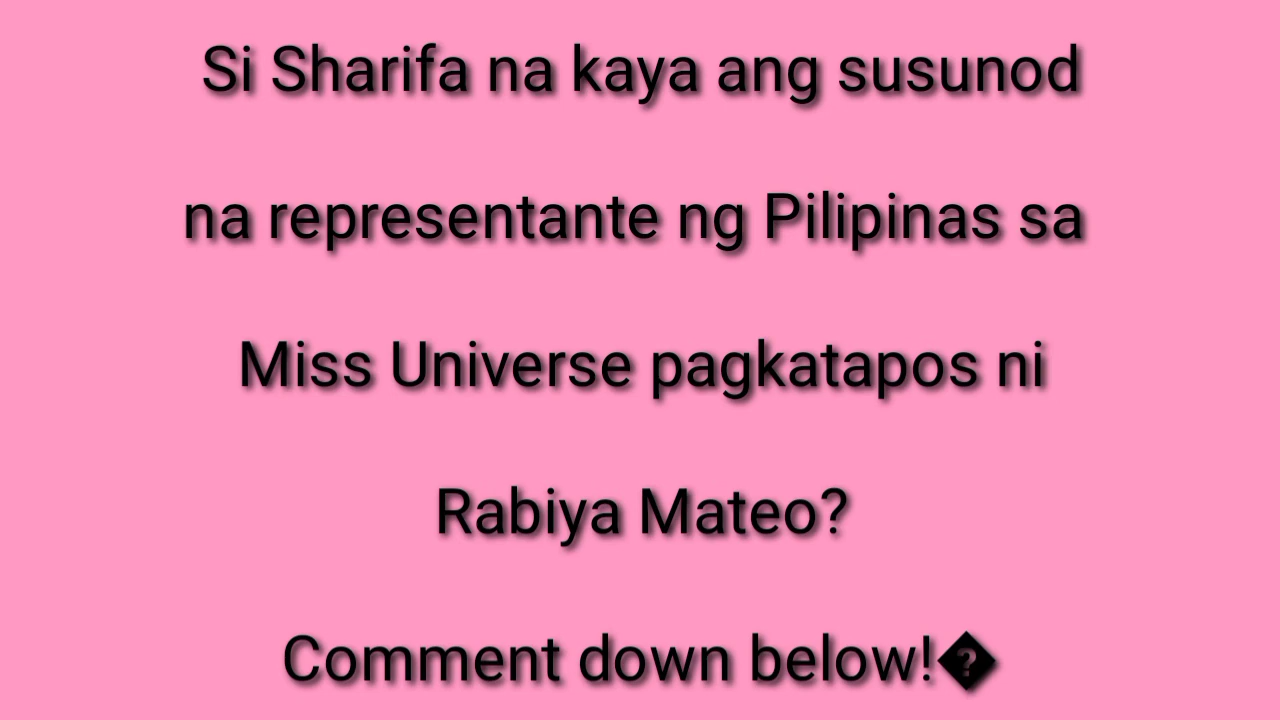 Si Sharifa na kaya ang susunod
na representante ng Pilipinas sa
Miss Universe pagkatapos ni
Rabiya Mateo?
Comment down below!�